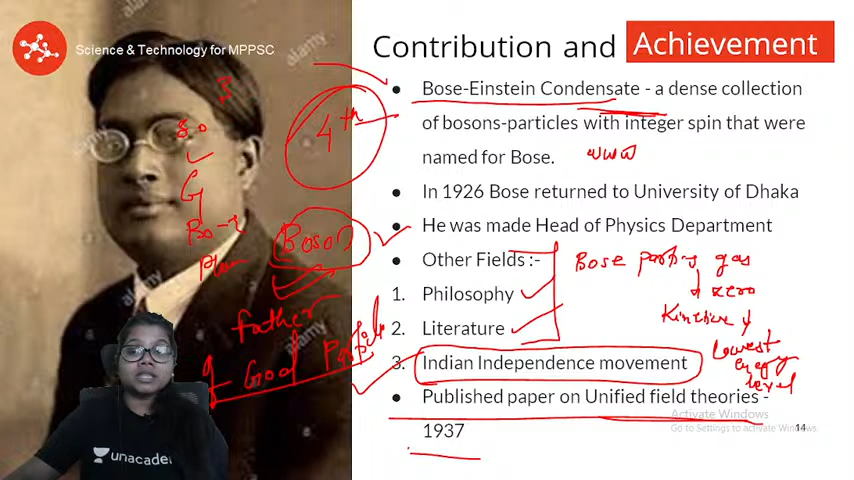 Science & Technology for MPPSC
Contribution and Achievement
● Bose-Einstein Condensate - a dense collection
of bosons-particles with integer spin that were
named for Bose.
● In 1926 Bose returned to University of Dhaka
● He was made Head of Physics Department
● Other Fields :-
1. Philosophy
2. Literature
3. Indian Independence movement
● Published paper on Unified field theories -
1937
4th
Boson
father
of God Particle
Bose gas
zero
lowest
energy
level
Activate Windows
Go to Settings to activate Windows.
14
unacademy
alamy
alamy
alamy